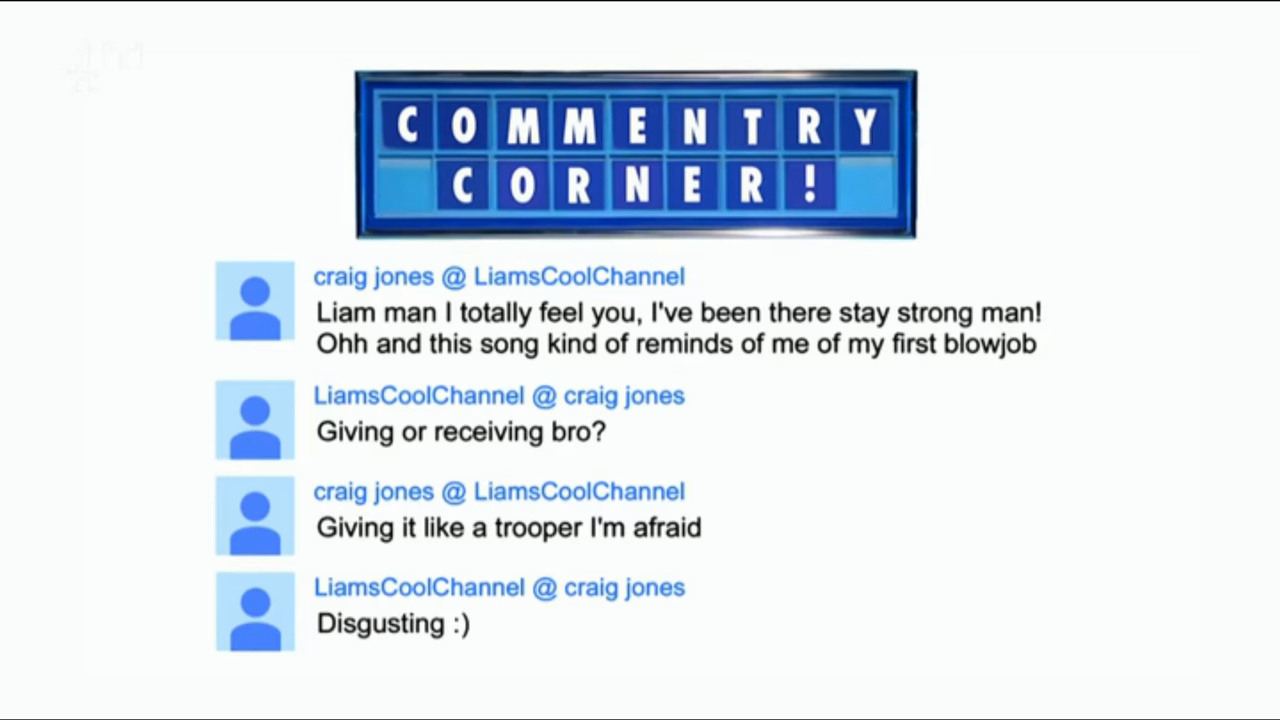 COMMENTRY
CORNER!
craig jones @ LiamsCoolChannel
Liam man I totally feel you, I've been there stay strong man!
Ohh and this song kind of reminds of me of my first blowjob
LiamsCoolChannel @ craig jones
Giving or receiving bro?
craig jones @ LiamsCoolChannel
Giving it like a trooper I'm afraid
LiamsCoolChannel @ craig jones
Disgusting :)